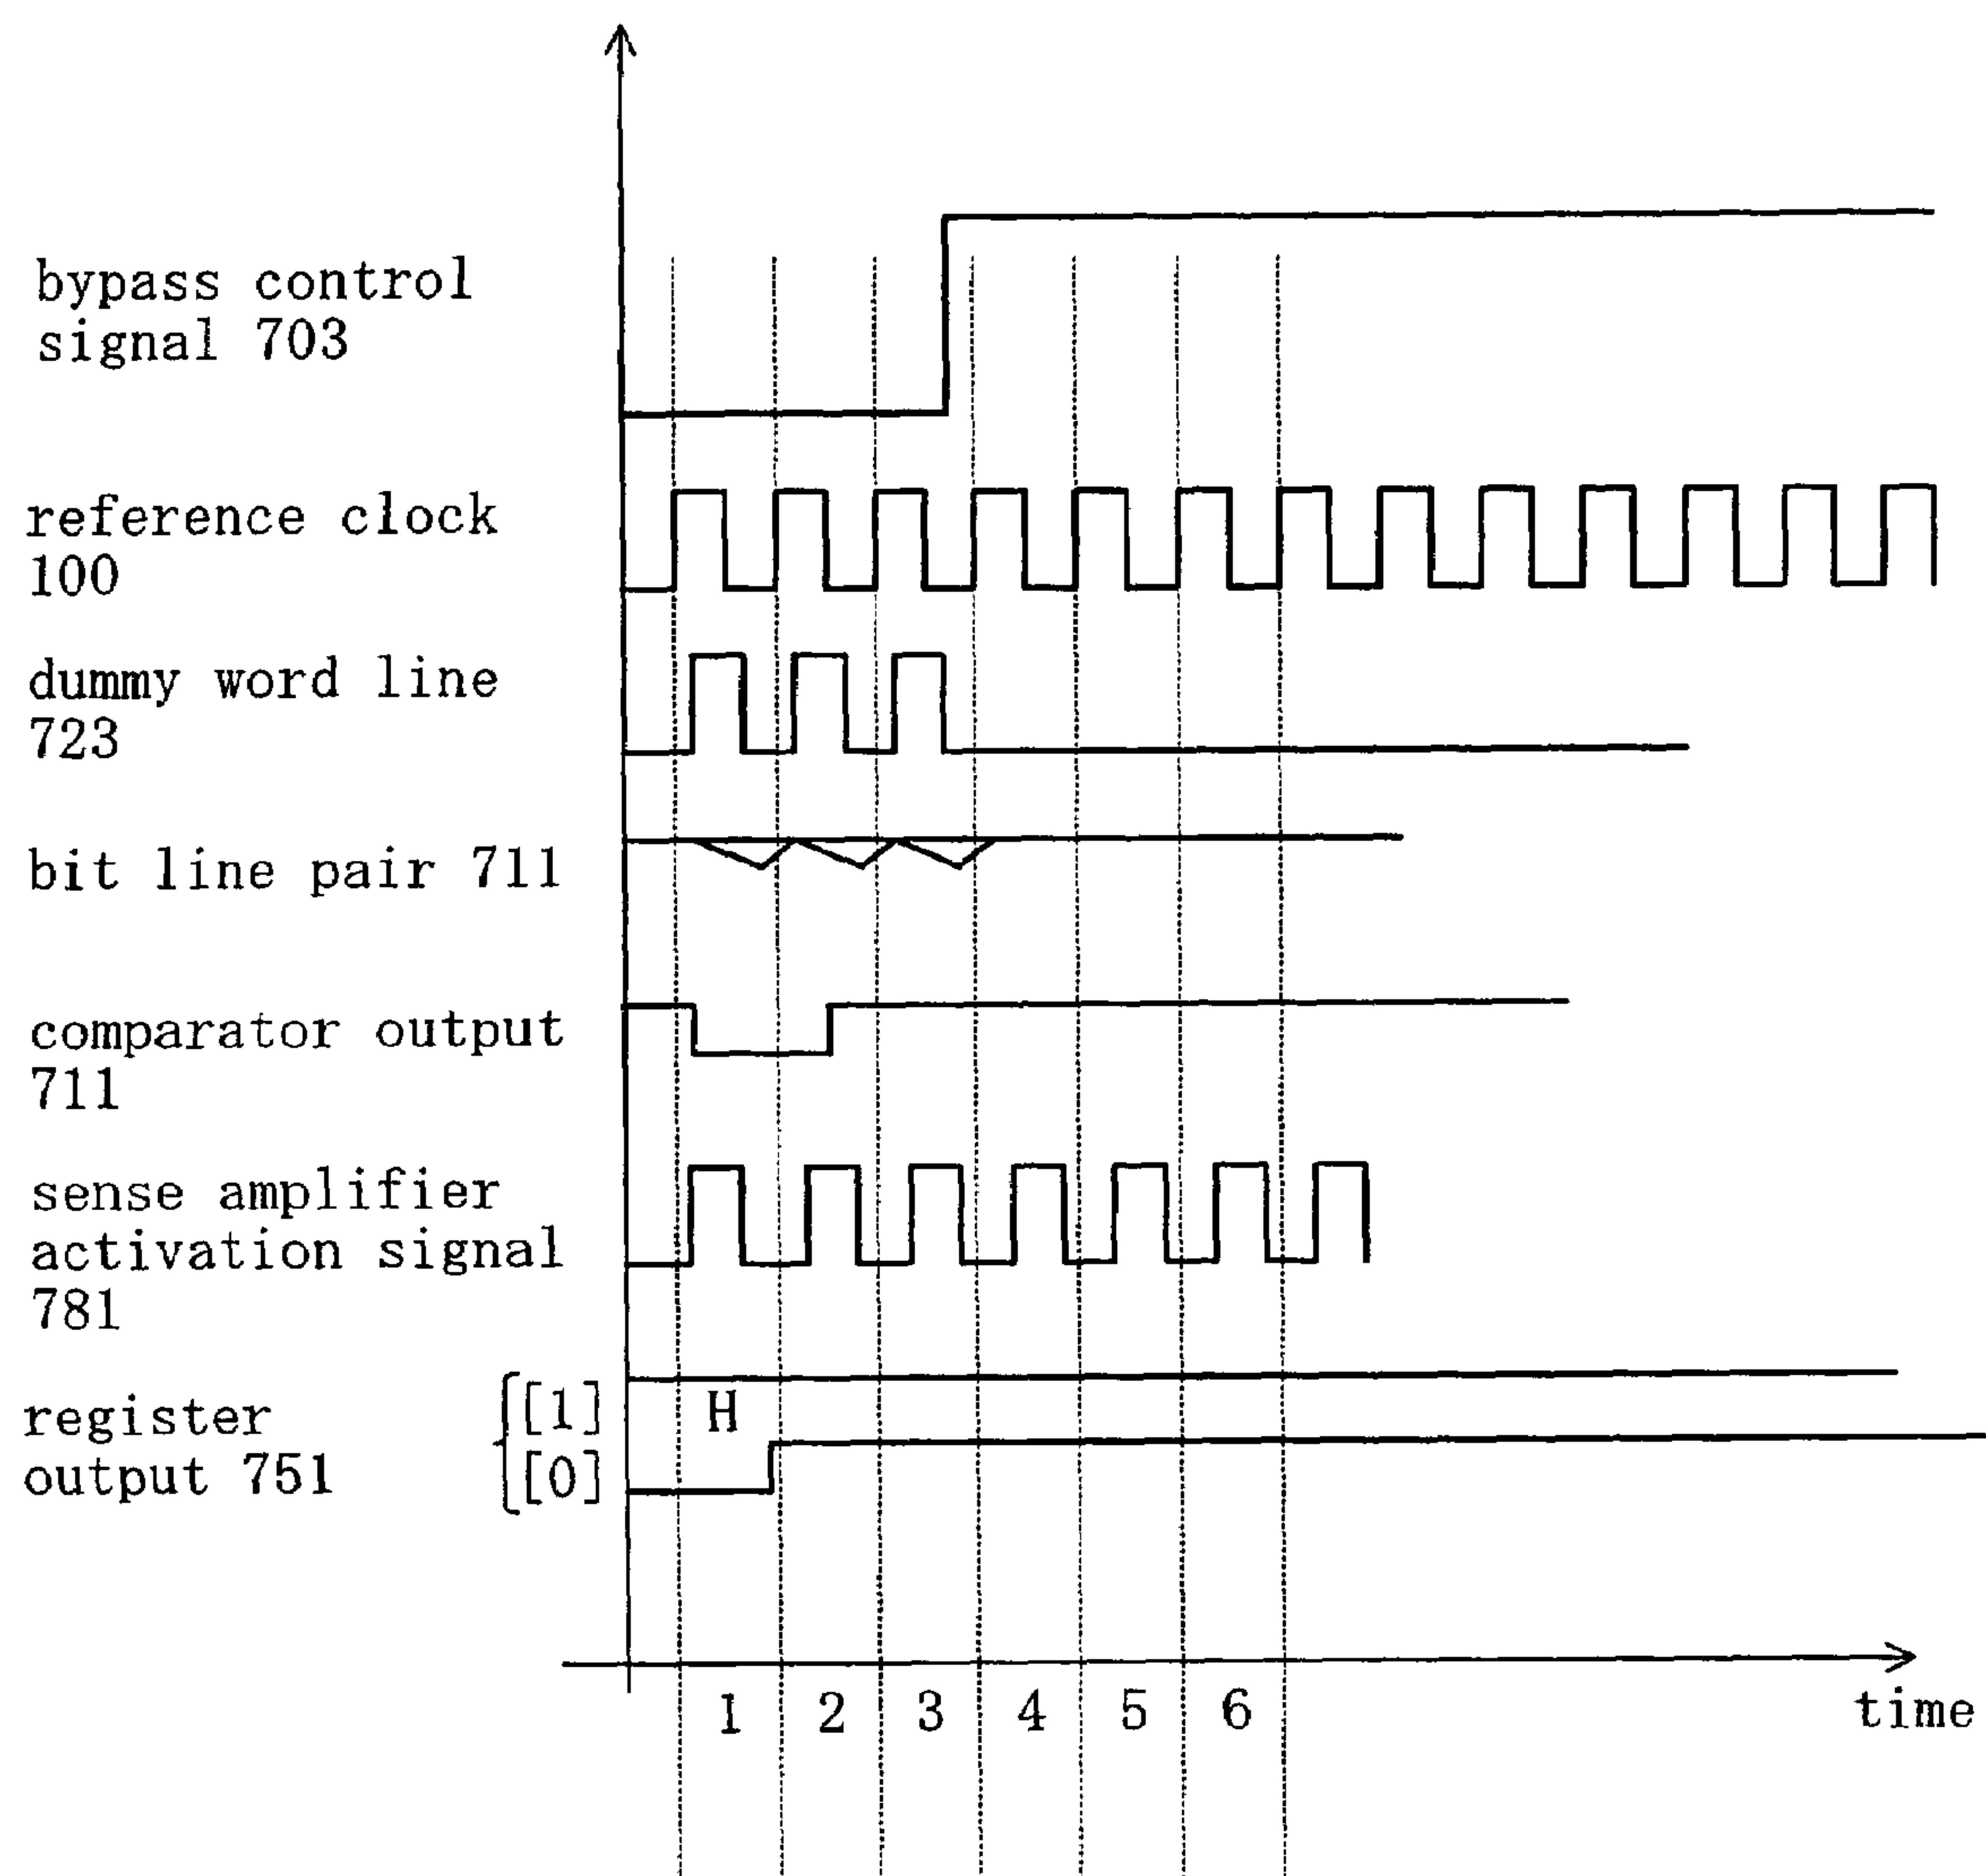 bypass control
signal 703
reference clock
100
dummy word line
723
bit line pair 711
comparator output
711
sense amplifier
activation signal
781
register
output 751
[1]
[0]
H
1 2 3 4 5 6
time